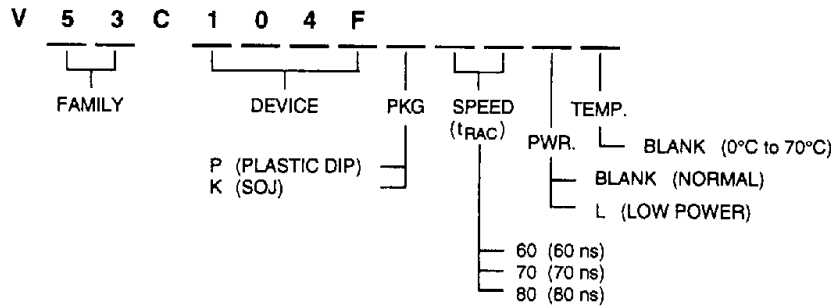 V 5 3 C 1 0 4 F
FAMILY DEVICE PKG SPEED TEMP.
(tRAC) PWR.
BLANK (0°C to 70°C)
P (PLASTIC DIP)
K (SOJ)
BLANK (NORMAL)
L (LOW POWER)
60 (60 ns)
70 (70 ns)
80 (80 ns)